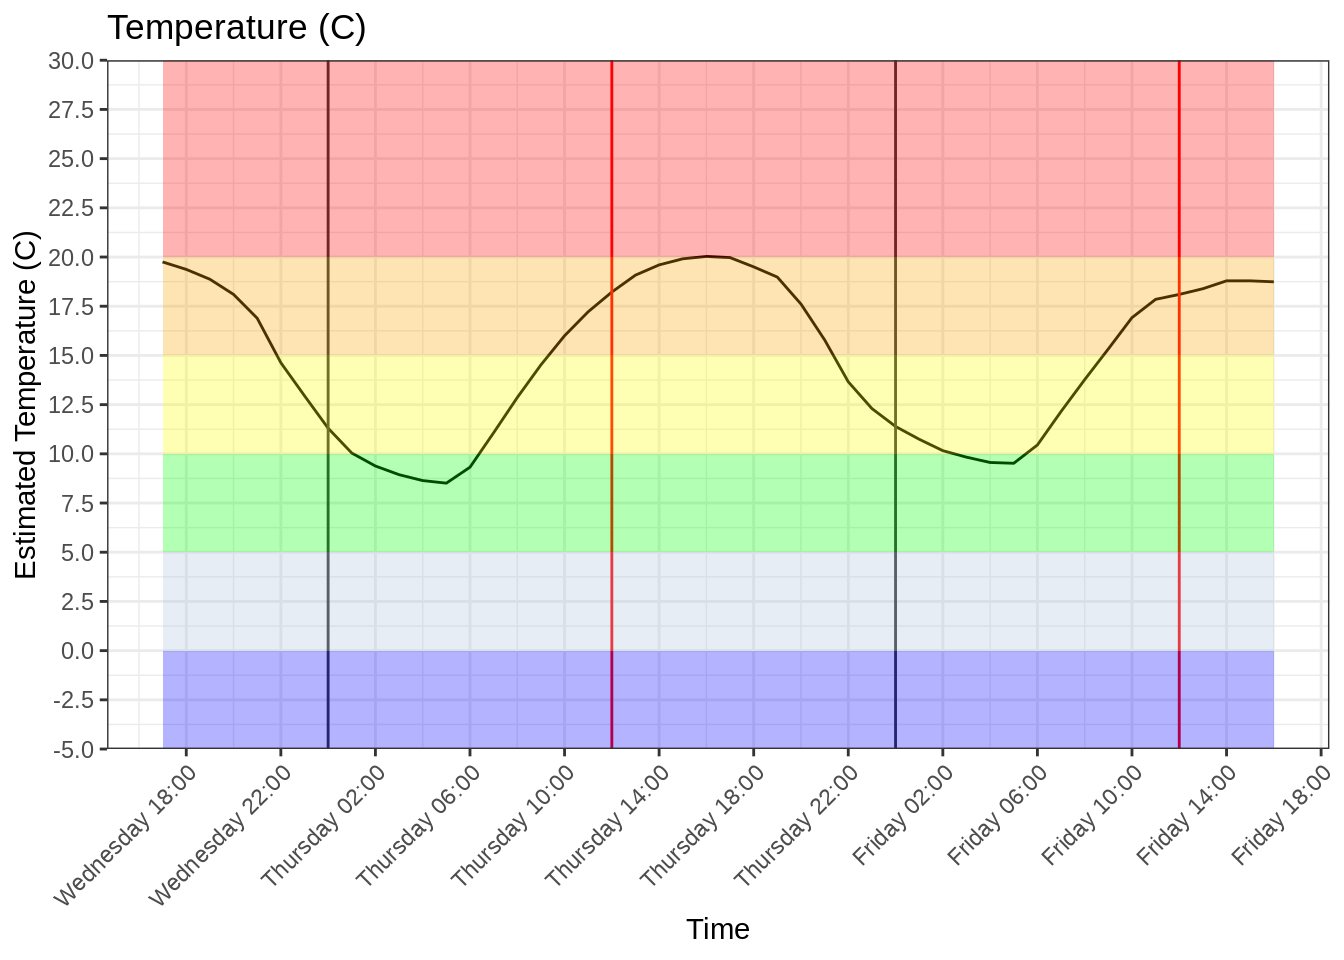 Temperature (C)
30.0
27.5
25.0
22.5
20.0
17.5
15.0
12.5
10.0
7.5
5.0
2.5
0.0
-2.5
-5.0
Estimated Temperature (C)
Wednesday 18:00
Wednesday 22:00
Thursday 02:00
Thursday 06:00
Thursday 10:00
Thursday 14:00
Thursday 18:00
Thursday 22:00
Friday 02:00
Friday 06:00
Friday 10:00
Friday 14:00
Friday 18:00
Time